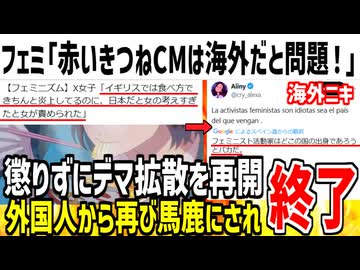 フェミ「赤いきつねCMは海外だと問題！」
【フェミニズム】X女子「イギリスでは食べ方で
きちんと炎上してるのに、日本だと女の考えすぎ
だと女が責められた」
Aiiny
@cry_alexa
海外ニキ
La activistas feministas son idiotas sea el país
del que vengan .
Google によるスペイン語からの翻訳
フェミニスト活動家はどこの国の出身であろう
とバカだ。
懲りずにデマ拡散を再開
外国人から再び馬鹿にされ
終了